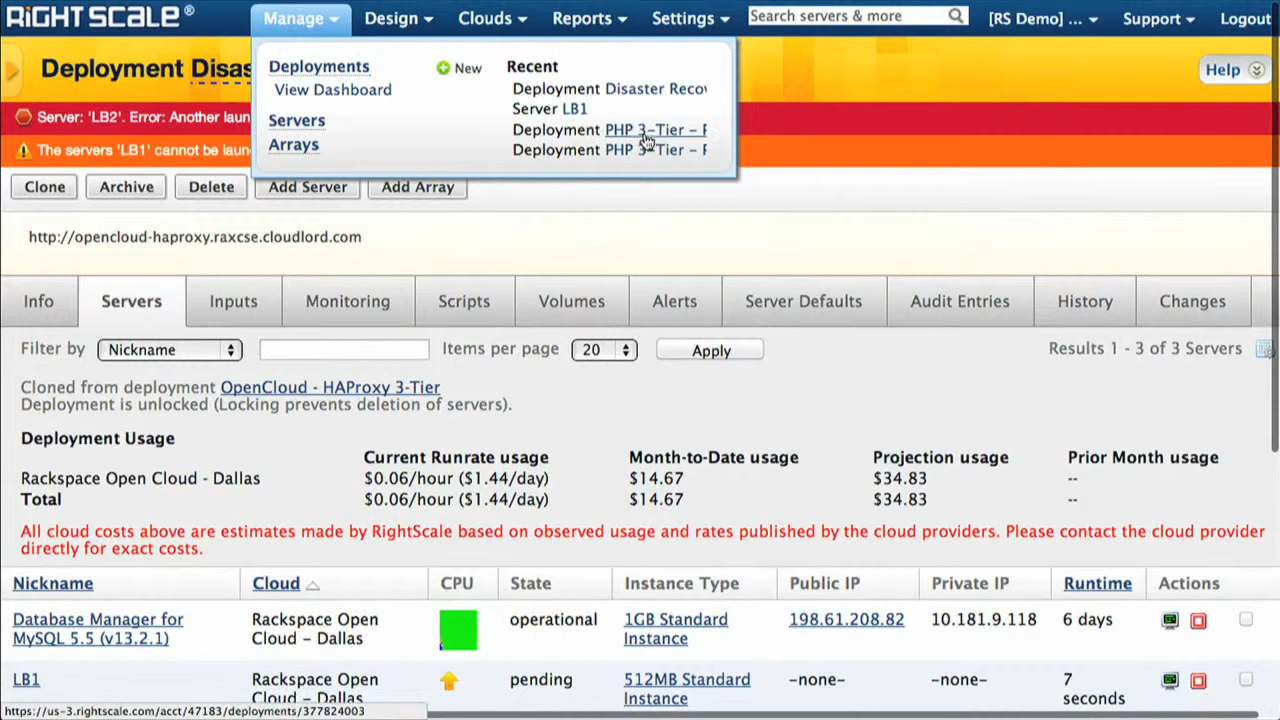 RIGHT SCALE®
Manage
Design
Clouds
Reports
Settings
Search servers & more
[RS Demo] ...
Support
Logout
Deployment Disas
Help
Deployments
New
View Dashboard
Servers
Arrays
Recent
Deployment Disaster Reco
Server LB1
Deployment PHP 3-Tier –
Deployment PHP 3-Tier –
Server: 'LB2'. Error: Another laun
The servers 'LB1' cannot be laun
Clone
Archive
Delete
Add Server
Add Array
http://opencloud-haproxy.raxcse.cloudlord.com
Info
Servers
Inputs
Monitoring
Scripts
Volumes
Alerts
Server Defaults
Audit Entries
History
Changes
Filter by
Nickname
Items per page
20
Apply
Results 1 - 3 of 3 Servers
Cloned from deployment OpenCloud - HAProxy 3-Tier
Deployment is unlocked (Locking prevents deletion of servers).
Deployment Usage
Current Runrate usage
Month-to-Date usage
Projection usage
Prior Month usage
Rackspace Open Cloud - Dallas
$0.06/hour ($1.44/day)
$14.67
$34.83
--
Total
$0.06/hour ($1.44/day)
$14.67
$34.83
--
All cloud costs above are estimates made by RightScale based on observed usage and rates published by the cloud providers. Please contact the cloud provider
directly for exact costs.
Nickname
Cloud
CPU
State
Instance Type
Public IP
Private IP
Runtime
Actions
Database Manager for
MySQL 5.5 (v13.2.1)
Rackspace Open
Cloud – Dallas
operational
1GB Standard
Instance
198.61.208.82
10.181.9.118
6 days
LB1
Rackspace Open
Cloud – Dallas
pending
512MB Standard
Instance
-none-
-none-
7
seconds
https://us-3.rightscale.com/acct/47183/deployments/377824003